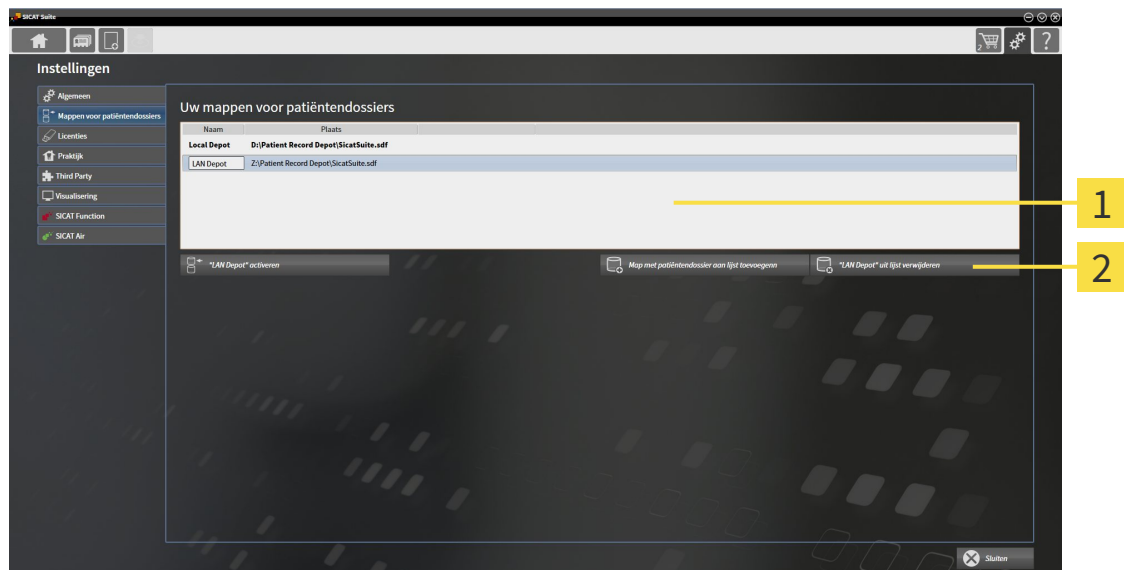 SICAT Suite
?
Instellingen
Algemeen
Mappen voor patiëntendossiers
Licenties
Praktijk
Third Party
Visualisering
SICAT Function
SICAT Air
Uw mappen voor patiëntendossiers
Naam Plaats
Local Depot D:\Patient Record Depot\SicatSuite.sdf
LAN Depot Z:\Patient Record Depot\SicatSuite.sdf
"LAN Depot" activeren
Map met patiëntendossier aan lijst toevoegenn
"LAN Depot" uit lijst verwijderen
Sluiten
1
2